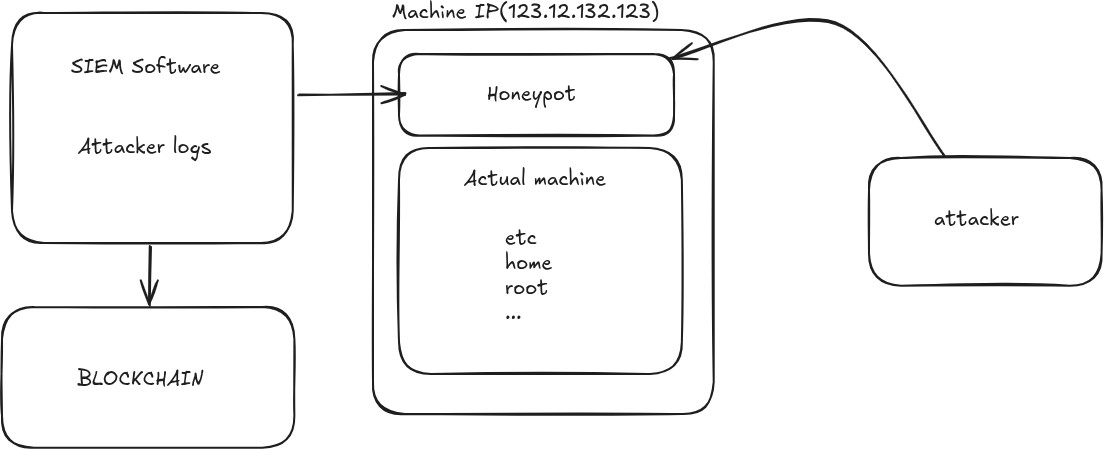 Machine IP(123.12.132.123)
SIEM Software
Attacker logs
Honeypot
Actual machine
etc
home
root
...
attacker
BLOCKCHAIN